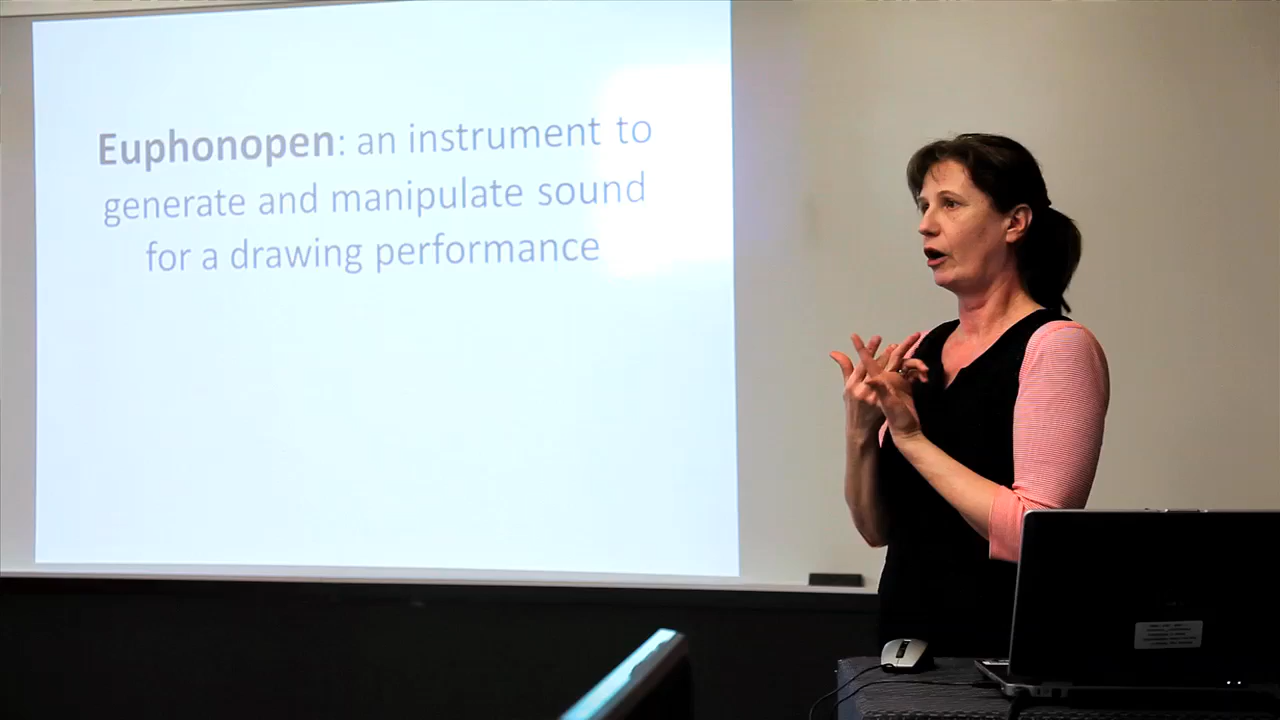 Euphonopen: an instrument to
generate and manipulate sound
for a drawing performance